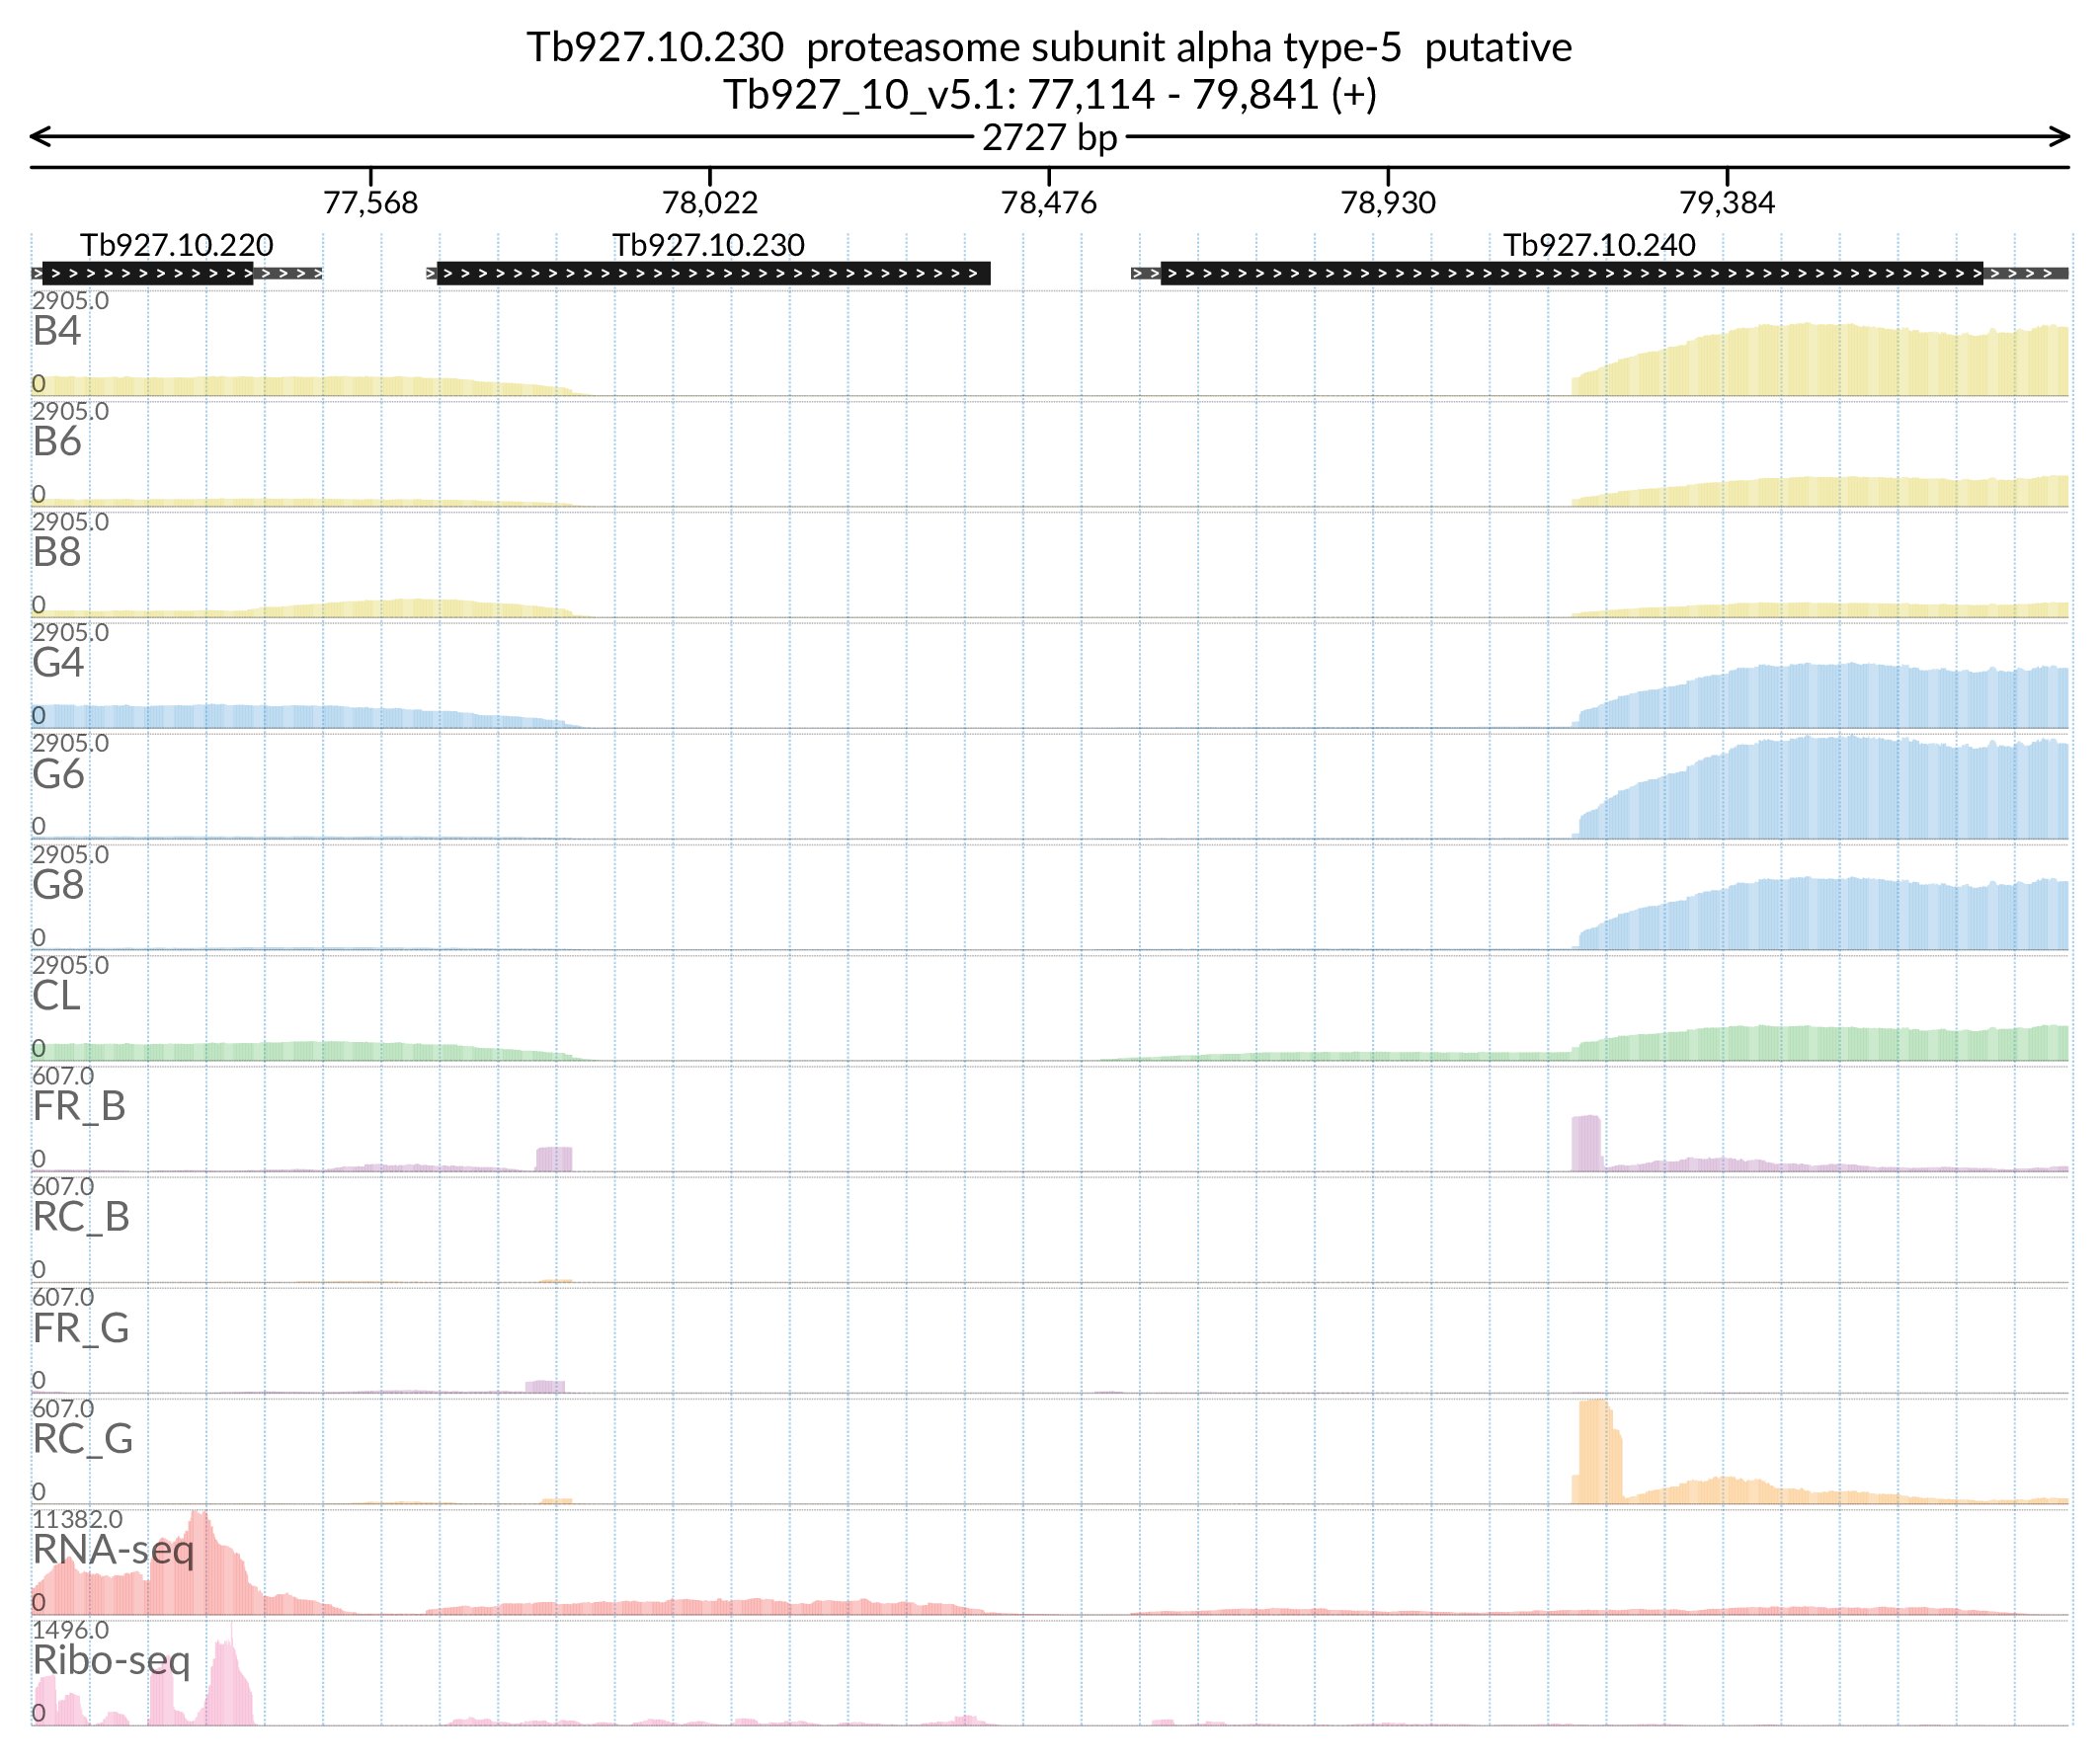 Tb927.10.230  proteasome subunit alpha type-5  putative
Tb927_10_v5.1: 77,114 - 79,841 (+)
2727 bp
77,568 78,022 78,476 78,930 79,384
Tb927.10.220 Tb927.10.230 Tb927.10.240
2905.0
B4
0
2905.0
B6
0
2905.0
B8
0
2905.0
G4
0
2905.0
G6
0
2905.0
G8
0
2905.0
CL
0
607.0
FR_B
0
607.0
RC_B
0
607.0
FR_G
0
607.0
RC_G
0
11382.0
RNA-seq
0
1496.0
Ribo-seq
0